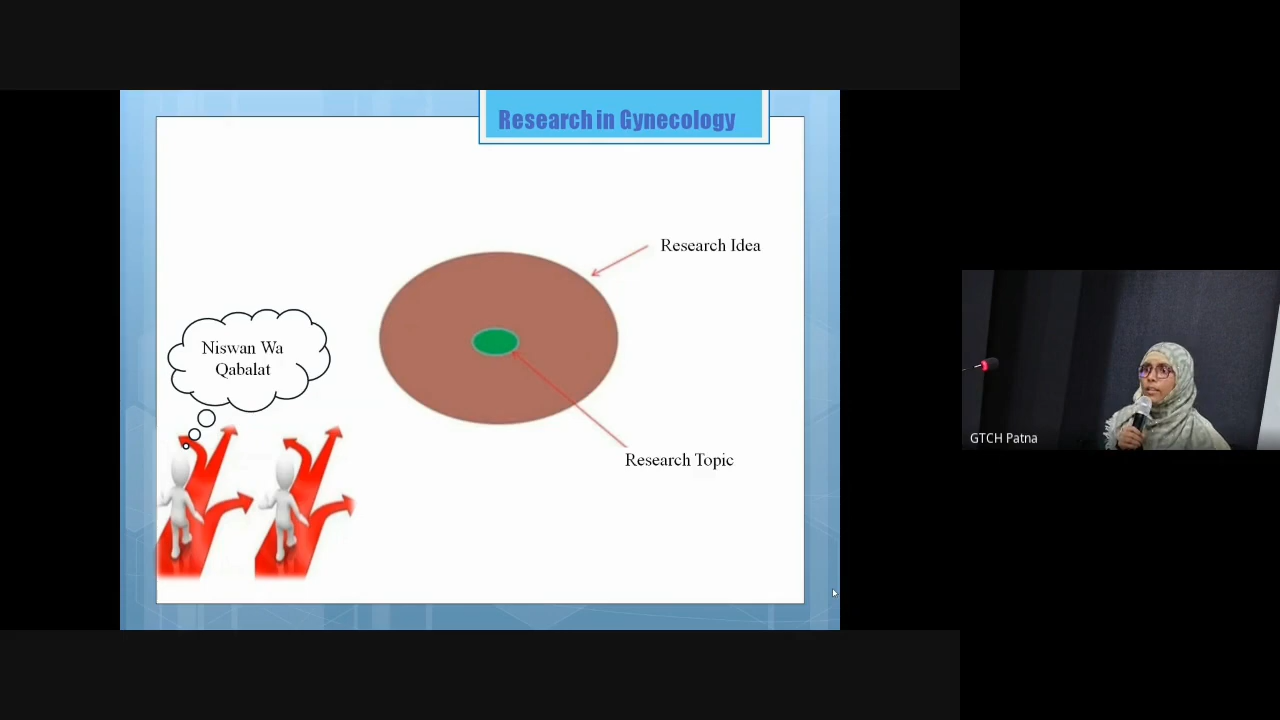 Research in Gynecology
Research Idea
Niswan Wa
Qabalat
GTCH Patna
Research Topic